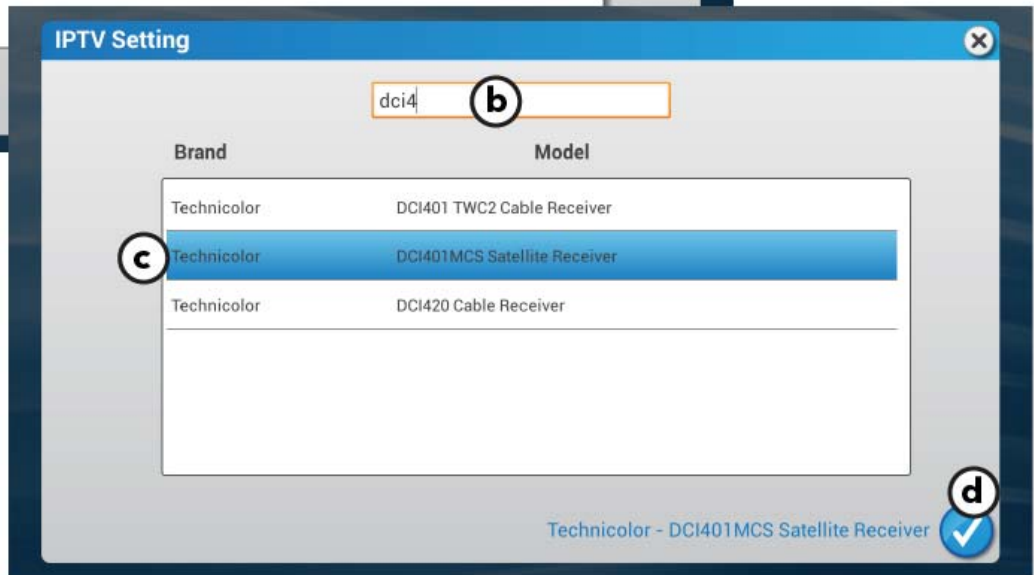 IPTV Setting
dci4
b
Brand Model
Technicolor DCI401 TWC2 Cable Receiver
c
Technicolor DCI401MCS Satellite Receiver
Technicolor DCI420 Cable Receiver
d
Technicolor - DCI401MCS Satellite Receiver